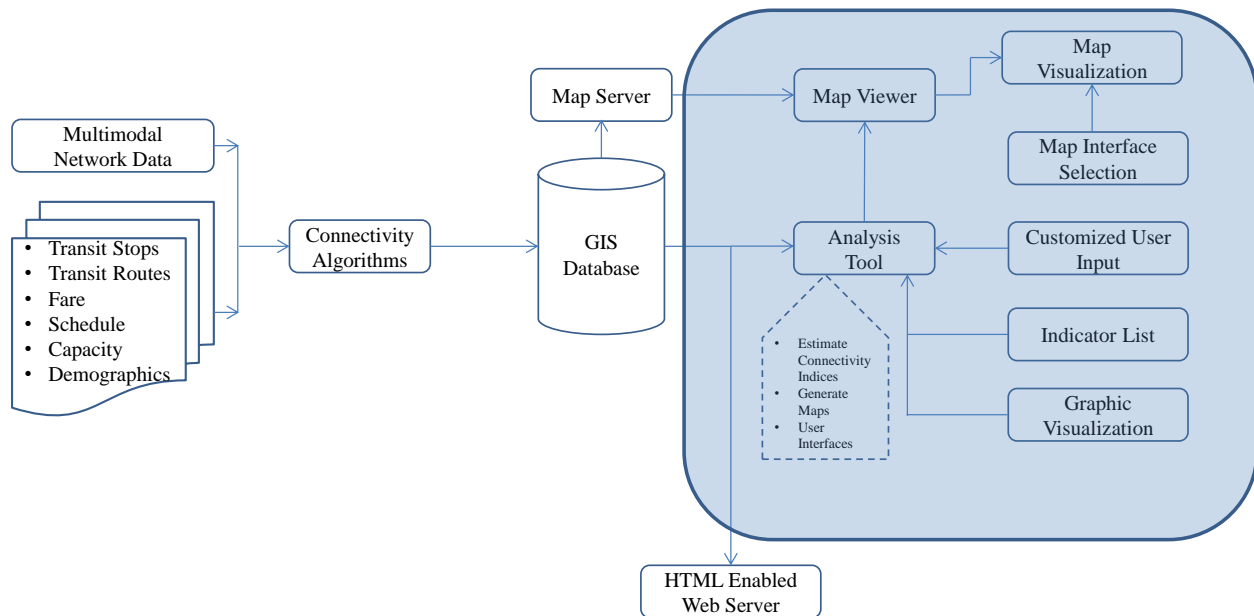 Multimodal
Network Data
• Transit Stops
• Transit Routes
• Fare
• Schedule
• Capacity
• Demographics
Connectivity
Algorithms
Map Server
GIS
Database
HTML Enabled
Web Server
Map Viewer
Map
Visualization
Map Interface
Selection
Analysis
Tool
• Estimate
Connectivity
Indices
• Generate
Maps
• User
Interfaces
Customized User
Input
Indicator List
Graphic
Visualization